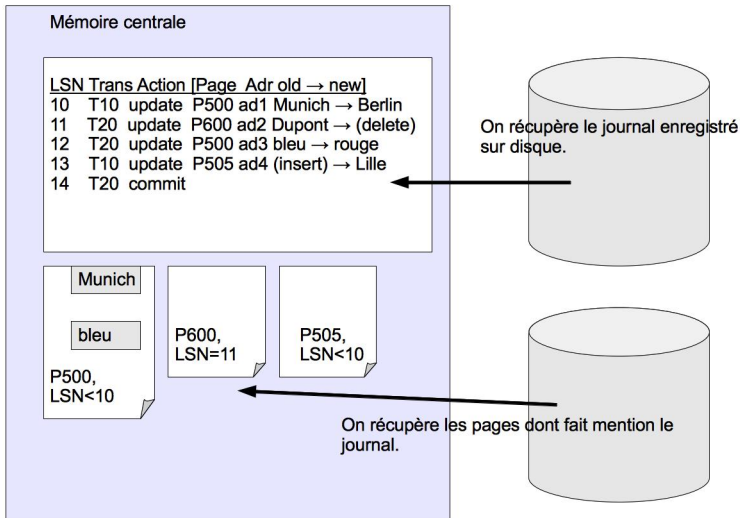 Mémoire centrale
LSN Trans Action [Page Adr old → new]
10 T10 update P500 ad1 Munich → Berlin
11 T20 update P600 ad2 Dupont → (delete)
12 T20 update P500 ad3 bleu → rouge
13 T10 update P505 ad4 (insert) → Lille
14 T20 commit
On récupère le journal enregistré
sur disque.
Munich
bleu
P500,
LSN<10
P600,
LSN=11
P505,
LSN<10
On récupère les pages dont fait mention le
journal.